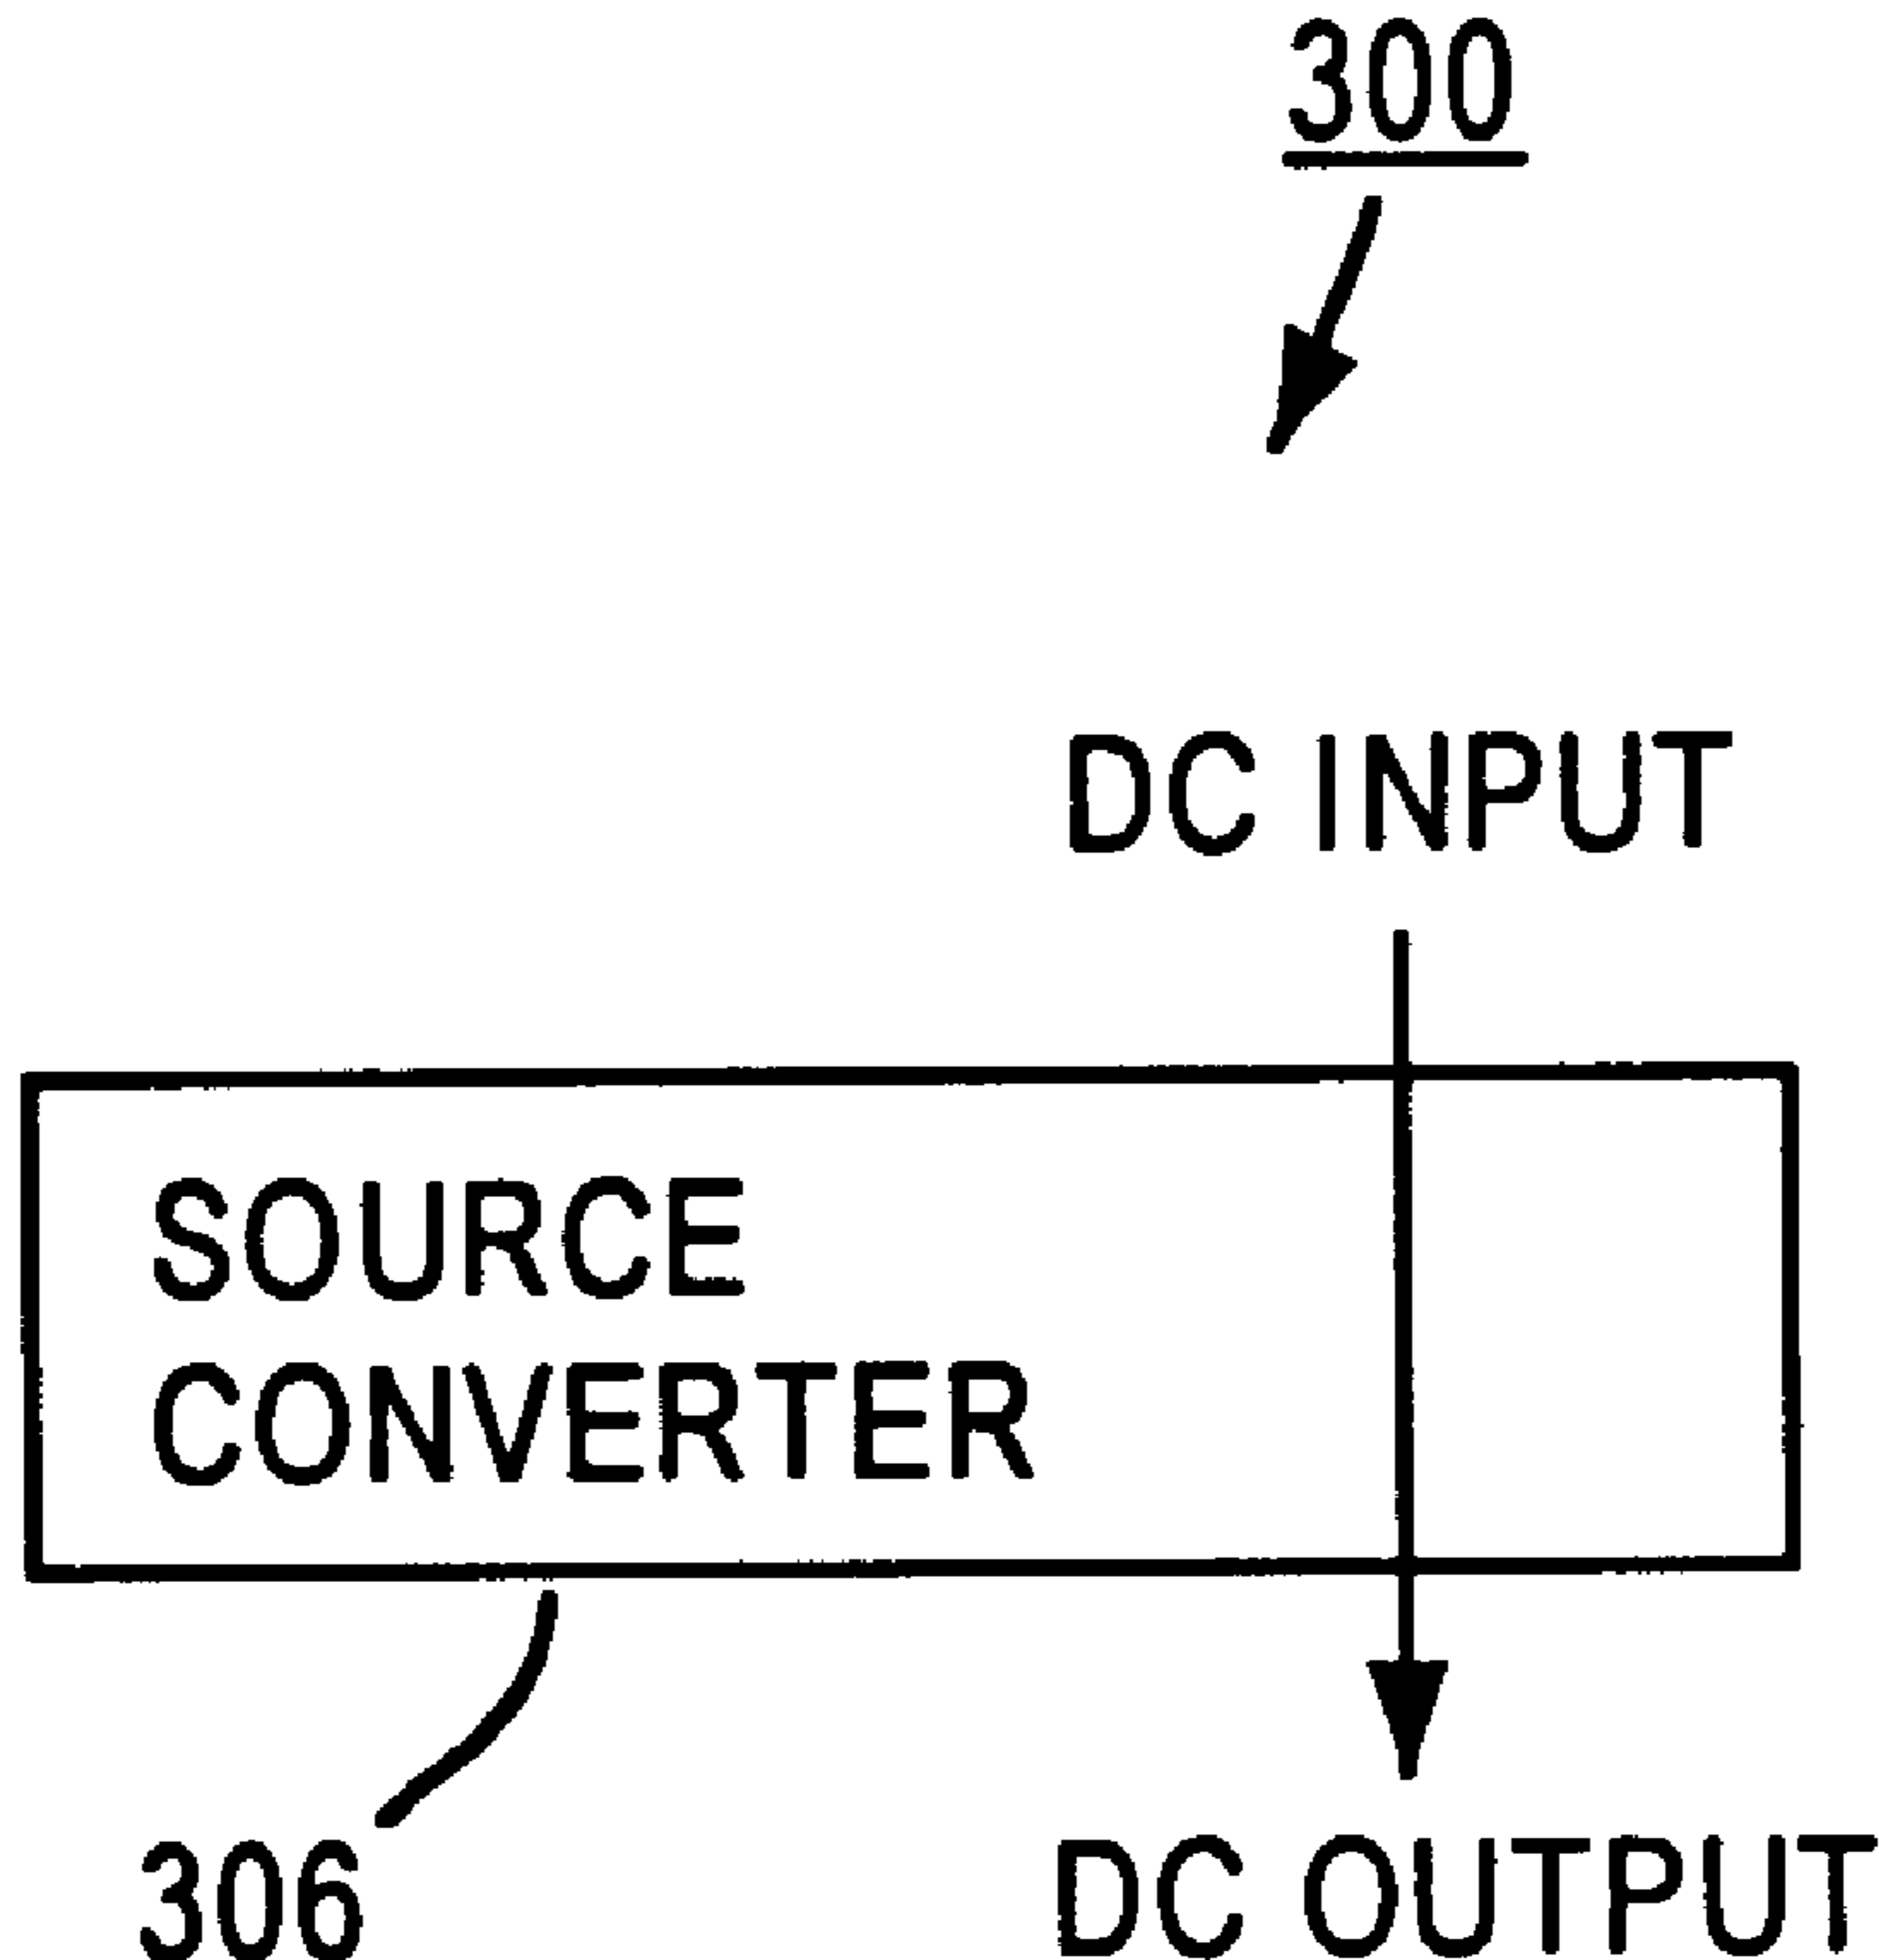 300
DC INPUT
SOURCE
CONVERTER
306
DC OUTPUT